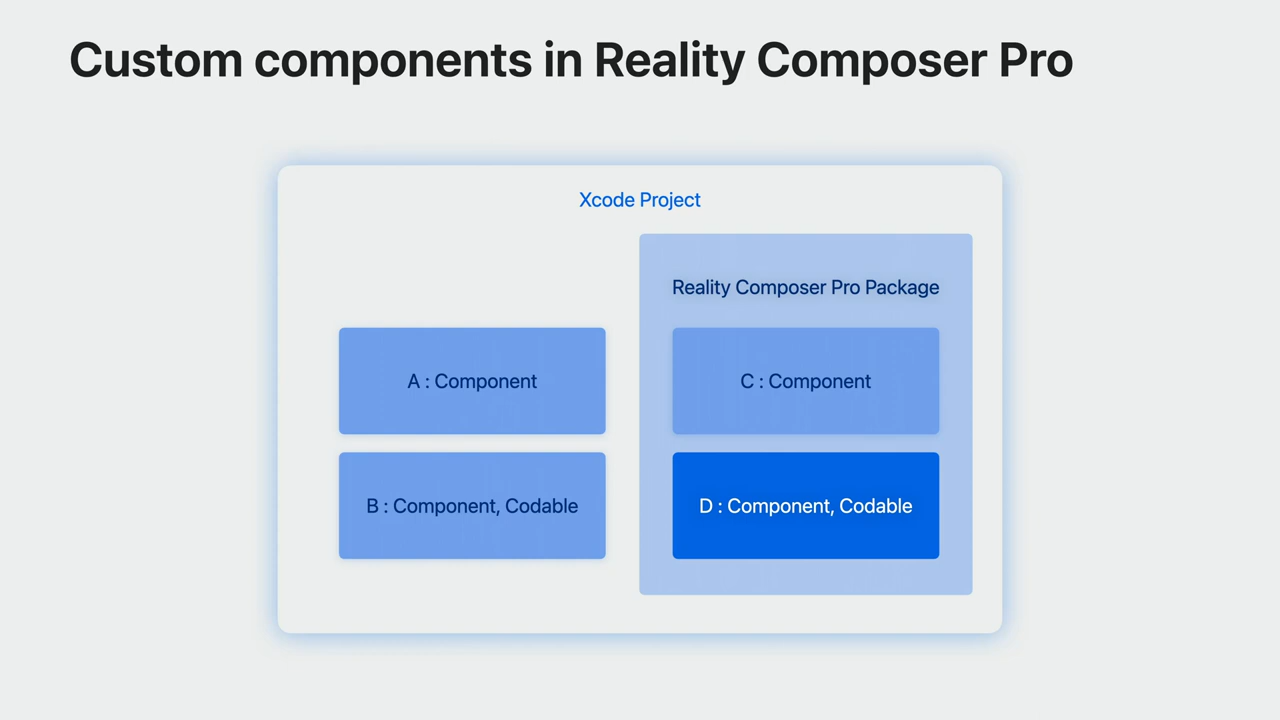 Custom components in Reality Composer Pro
Xcode Project
Reality Composer Pro Package
A : Component
C : Component
B : Component, Codable
D : Component, Codable